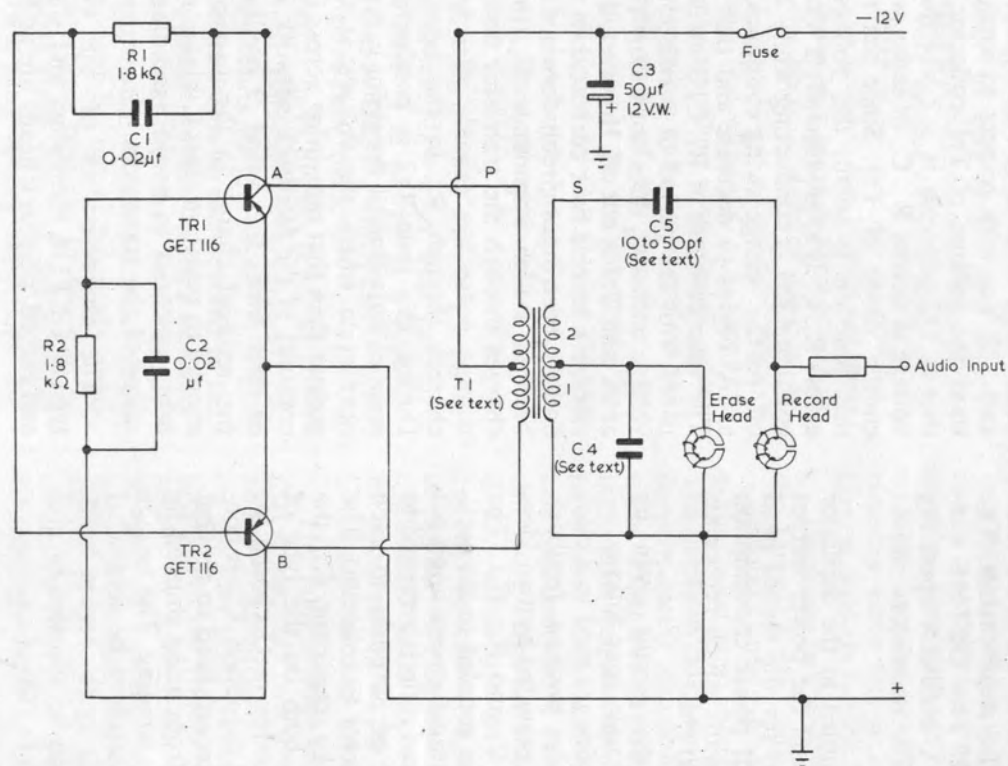 R1
1·8 kΩ
C1
0·02µf
−12 V
Fuse
C3
50µf
+ 12 V.W.
A
P
S
TR1
GET 116
C5
10 to 50pf
(See text)
R2
1·8
kΩ
C2
0·02
µf
T1
(See text)
2
1
C4
(See text)
Erase
Head
Record
Head
Audio Input
TR2
GET 116
B
+